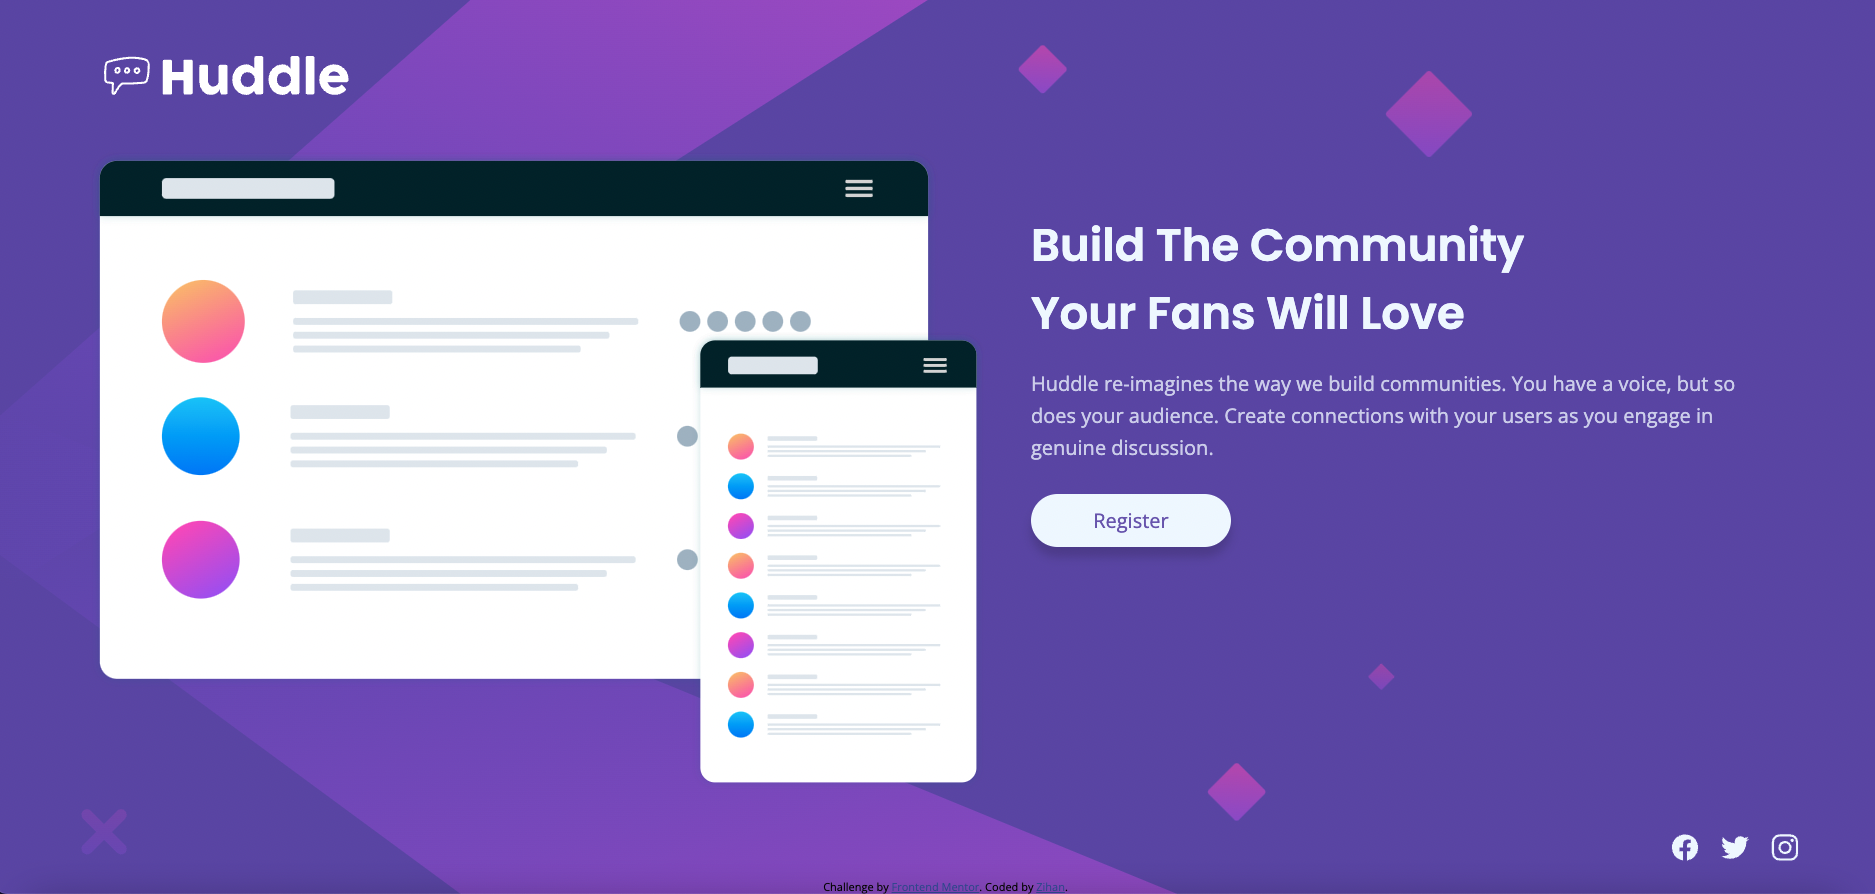 Huddle
Build The Community
Your Fans Will Love
Huddle re-imagines the way we build communities. You have a voice, but so
does your audience. Create connections with your users as you engage in
genuine discussion.
Register
Challenge by Frontend Mentor. Coded by Zihan.